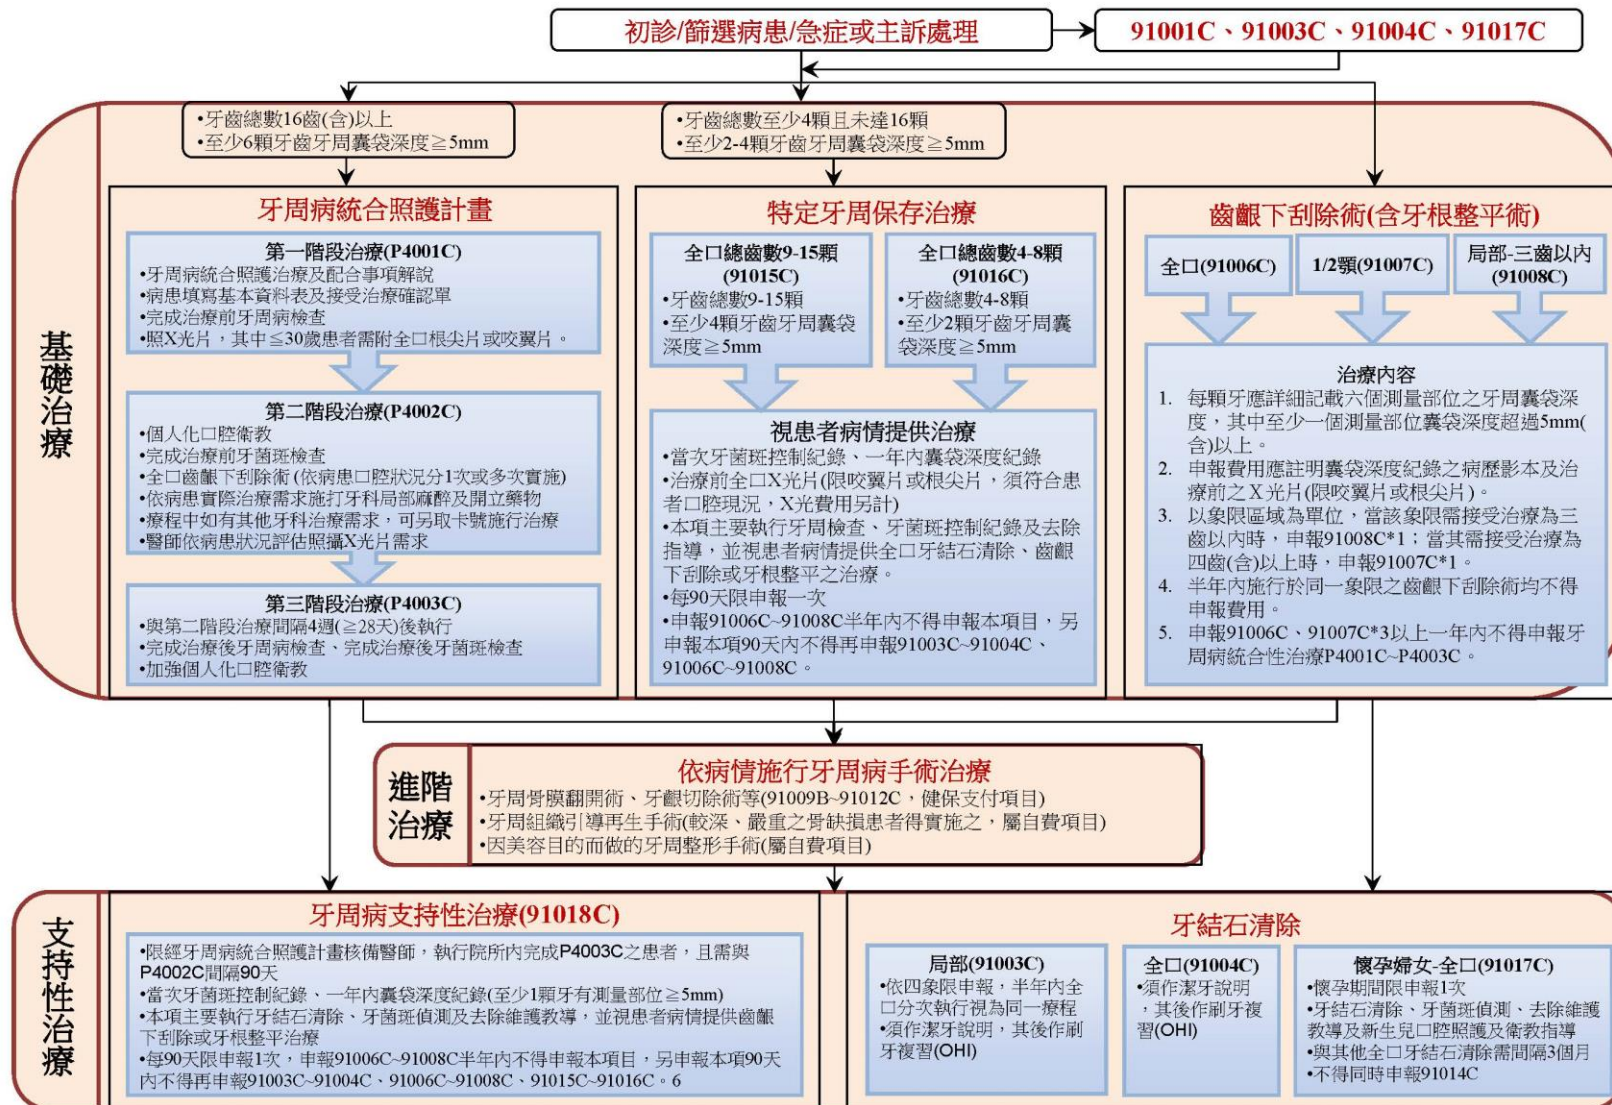 初診/篩選病患/急症或主訴處理
91001C、91003C、91004C、91017C
基礎治療
•牙齒總數16齒(含)以上
•至少6顆牙齒牙周囊袋深度≧5mm
•牙齒總數至少4顆且未達16顆
•至少2-4顆牙齒牙周囊袋深度≧5mm
牙周病統合照護計畫
第一階段治療(P4001C)
•牙周病統合照護治療及配合事項解說
•病患填寫基本資料表及接受治療確認單
•完成治療前牙周病檢查
•照X光片，其中≦30歲患者需附全口根尖片或咬翼片。
第二階段治療(P4002C)
•個人化口腔衛教
•完成治療前牙菌斑檢查
•全口齒齦下刮除術 (依病患口腔狀況分1次或多次實施)
•依病患實際治療需求施打牙科局部麻醉及開立藥物
•療程中如有其他牙科治療需求，可另取卡號施行治療
•醫師依病患狀況評估照攝X光片需求
第三階段治療(P4003C)
•與第二階段治療間隔4週(≧28天)後執行
•完成治療後牙周病檢查、完成治療後牙菌斑檢查
•加強個人化口腔衛教
特定牙周保存治療
全口總齒數9-15顆
(91015C)
•牙齒總數9-15顆
•至少4顆牙齒牙周囊袋
深度≧5mm
全口總齒數4-8顆
(91016C)
•牙齒總數4-8顆
•至少2顆牙齒牙周囊
袋深度≧5mm
視患者病情提供治療
•當次牙菌斑控制紀錄、一年內囊袋深度紀錄
•治療前全口X光片(限咬翼片或根尖片，須符合患
者口腔現況，X光費用另計)
•本項主要執行牙周檢查、牙菌斑控制紀錄及去除
指導，並視患者病情提供全口牙結石清除、齒齦
下刮除或牙根整平之治療。
•每90天限申報一次
•申報91006C~91008C半年內不得申報本項目，另
申報本項90天內不得再申報91003C~91004C、
91006C~91008C。
齒齦下刮除術(含牙根整平術)
全口(91006C)
1/2顎(91007C)
局部-三齒以內
(91008C)
治療內容
1. 每顆牙應詳細記載六個測量部位之牙周囊袋深
度，其中至少一個測量部位囊袋深度超過5mm(
含)以上。
2. 申報費用應註明囊袋深度紀錄之病歷影本及治
療前之Ｘ光片(限咬翼片或根尖片)。
3. 以象限區域為單位，當該象限需接受治療為三
齒以內時，申報91008C*1；當其需接受治療為
四齒(含)以上時，申報91007C*1。
4. 半年內施行於同一象限之齒齦下刮除術均不得
申報費用。
5. 申報91006C、91007C*3以上一年內不得申報牙
周病統合性治療P4001C~P4003C。
進階
治療
依病情施行牙周病手術治療
•牙周骨膜翻開術、牙齦切除術等(91009B~91012C，健保支付項目)
•牙周組織引導再生手術(較深、嚴重之骨缺損患者得實施之，屬自費項目)
•因美容目的而做的牙周整形手術(屬自費項目)
支持性治療
牙周病支持性治療(91018C)
•限經牙周病統合照護計畫核備醫師，執行院所內完成P4003C之患者，且需與
P4002C間隔90天
•當次牙菌斑控制紀錄、一年內囊袋深度紀錄(至少1顆牙有測量部位≧5mm)
•本項主要執行牙結石清除、牙菌斑偵測及去除維護教導，並視患者病情提供齒齦
下刮除或牙根整平治療
•每90天限申報1次，申報91006C~91008C半年內不得申報本項目，另申報本項90天
內不得再申報91003C~91004C、91006C~91008C、91015C~91016C。6
牙結石清除
局部(91003C)
•依四象限申報，半年內全
口分次執行視為同一療程
•須作潔牙說明，其後作刷
牙複習(OHI)
全口(91004C)
•須作潔牙說明
，其後作刷牙複
習(OHI)
懷孕婦女-全口(91017C)
•懷孕期間限申報1次
•牙結石清除、牙菌斑偵測、去除維護
教導及新生兒口腔照護及衛教指導
•與其他全口牙結石清除需間隔3個月
•不得同時申報91014C